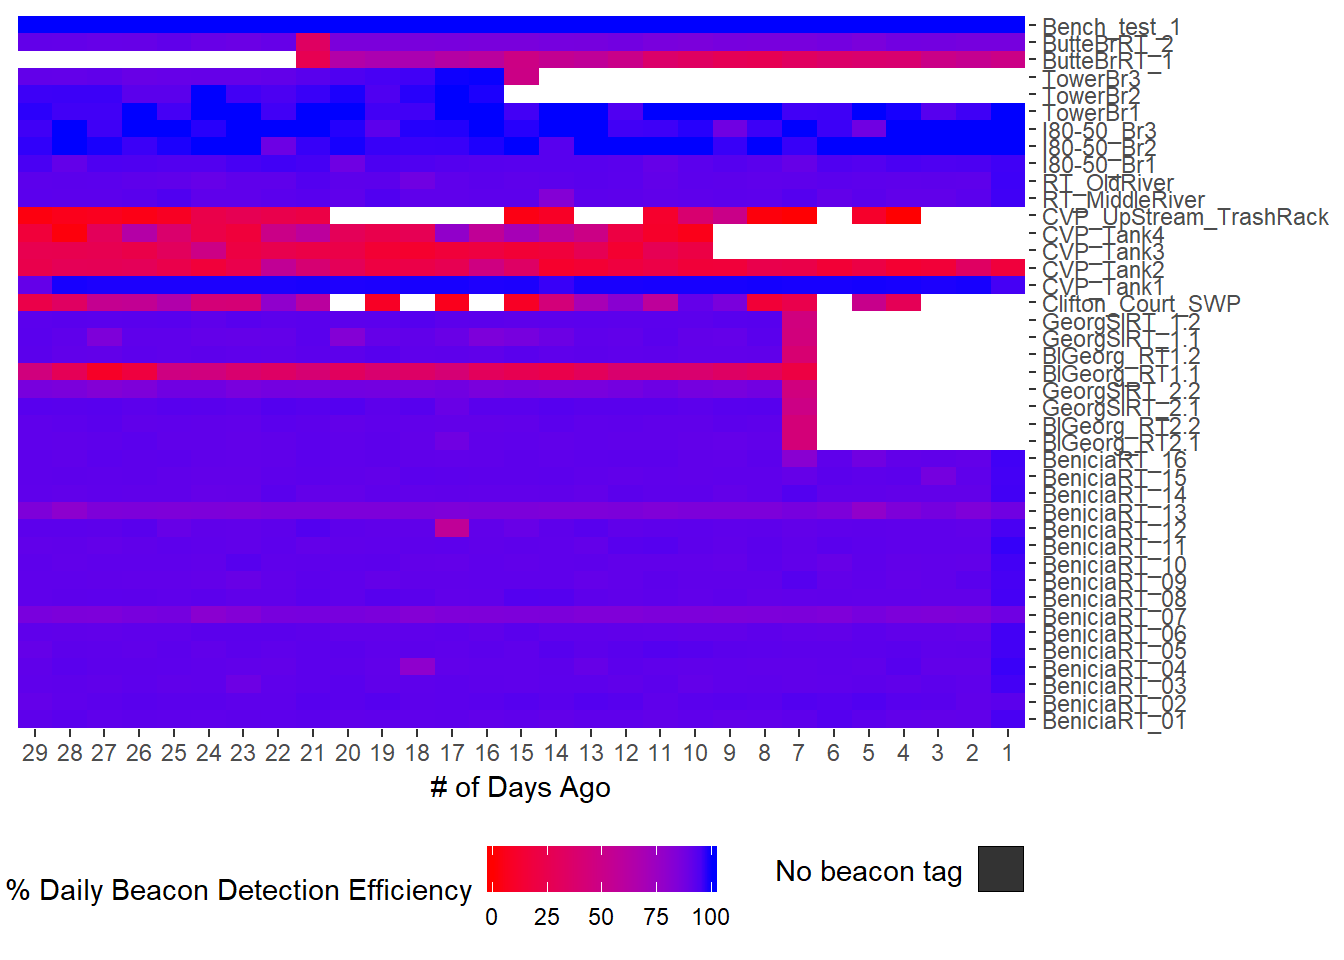 Bench_test_1
ButteBrRT_2
ButteBrRT_1
TowerBr3
TowerBr2
TowerBr1
I80-50_Br3
I80-50_Br2
I80-50_Br1
RT_OldRiver
RT_MiddleRiver
CVP_UpStream_TrashRack
CVP_Tank4
CVP_Tank3
CVP_Tank2
CVP_Tank1
Clifton_Court_SWP
GeorgSlRT_1.2
GeorgSlRT_1.1
BlGeorg_RT1.2
BlGeorg_RT1.1
GeorgSlRT_2.2
GeorgSlRT_2.1
BlGeorg_RT2.2
BlGeorg_RT2.1
BeniciaRT_16
BeniciaRT_15
BeniciaRT_14
BeniciaRT_13
BeniciaRT_12
BeniciaRT_11
BeniciaRT_10
BeniciaRT_09
BeniciaRT_08
BeniciaRT_07
BeniciaRT_06
BeniciaRT_05
BeniciaRT_04
BeniciaRT_03
BeniciaRT_02
BeniciaRT_01
29 28 27 26 25 24 23 22 21 20 19 18 17 16 15 14 13 12 11 10 9 8 7 6 5 4 3 2 1
# of Days Ago
% Daily Beacon Detection Efficiency
0 25 50 75 100
No beacon tag